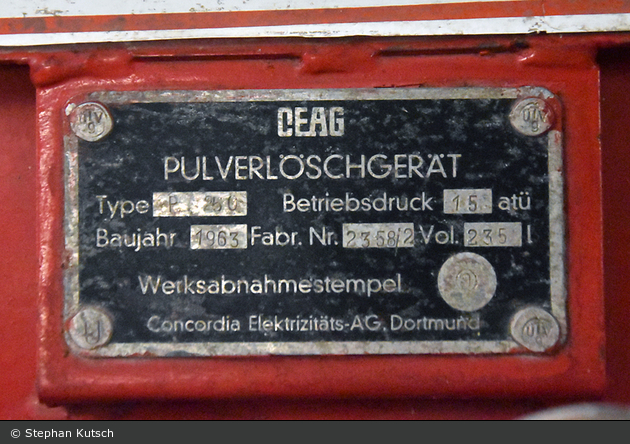 CEAG
PULVERLÖSCHGERÄT
Type P 250 Betriebsdruck 15 atü
Baujahr 1963 Fabr. Nr. 2358/2 Vol. 235 l
Werksabnahmestempel
Concordia Elektrizitäts-AG. Dortmund
© Stephan Kutsch